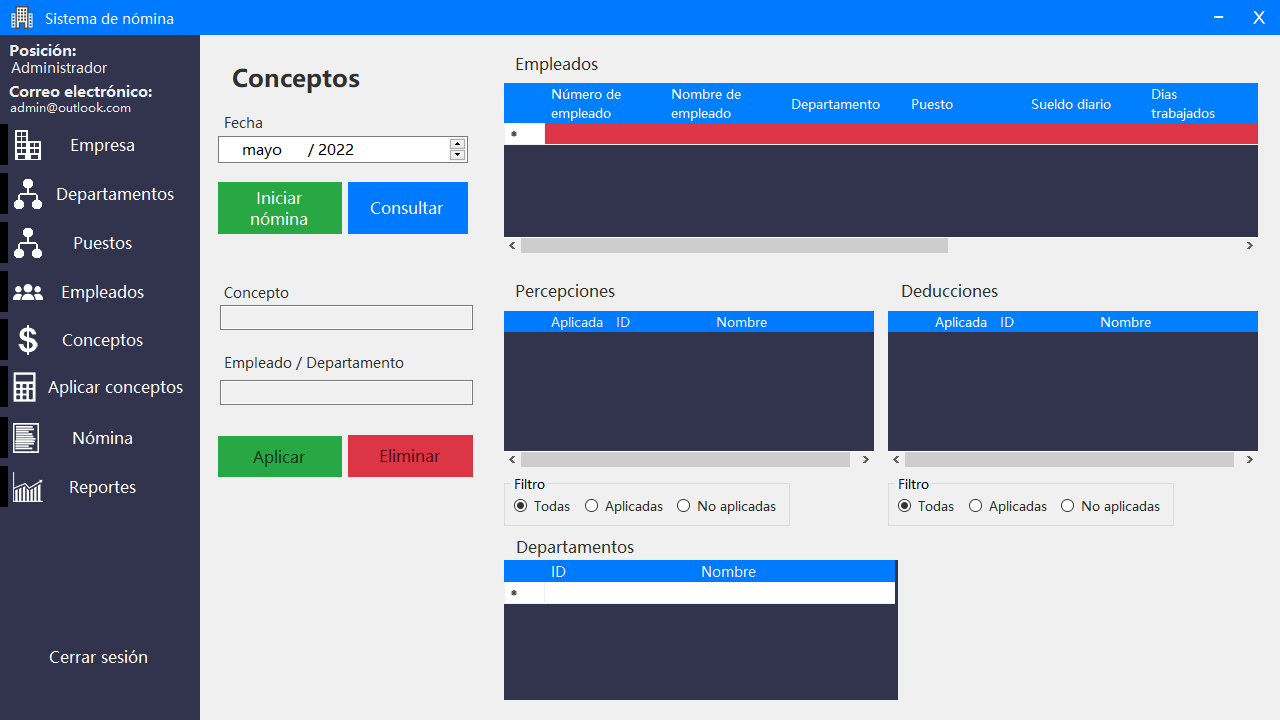 Sistema de nómina
X
Posición:
Administrador
Correo electrónico:
admin@outlook.com
Empresa
Departamentos
Puestos
Empleados
Conceptos
Aplicar conceptos
Nómina
Reportes
Cerrar sesión
Conceptos
Fecha
mayo / 2022
Iniciar
nómina
Consultar
Concepto
Empleado / Departamento
Aplicar
Eliminar
Empleados
Número de
empleado
Nombre de
empleado
Departamento
Puesto
Sueldo diario
Dias
trabajados
Percepciones
Aplicada ID Nombre
Filtro
Todas Aplicadas No aplicadas
Deducciones
Aplicada ID Nombre
Filtro
Todas Aplicadas No aplicadas
Departamentos
ID Nombre